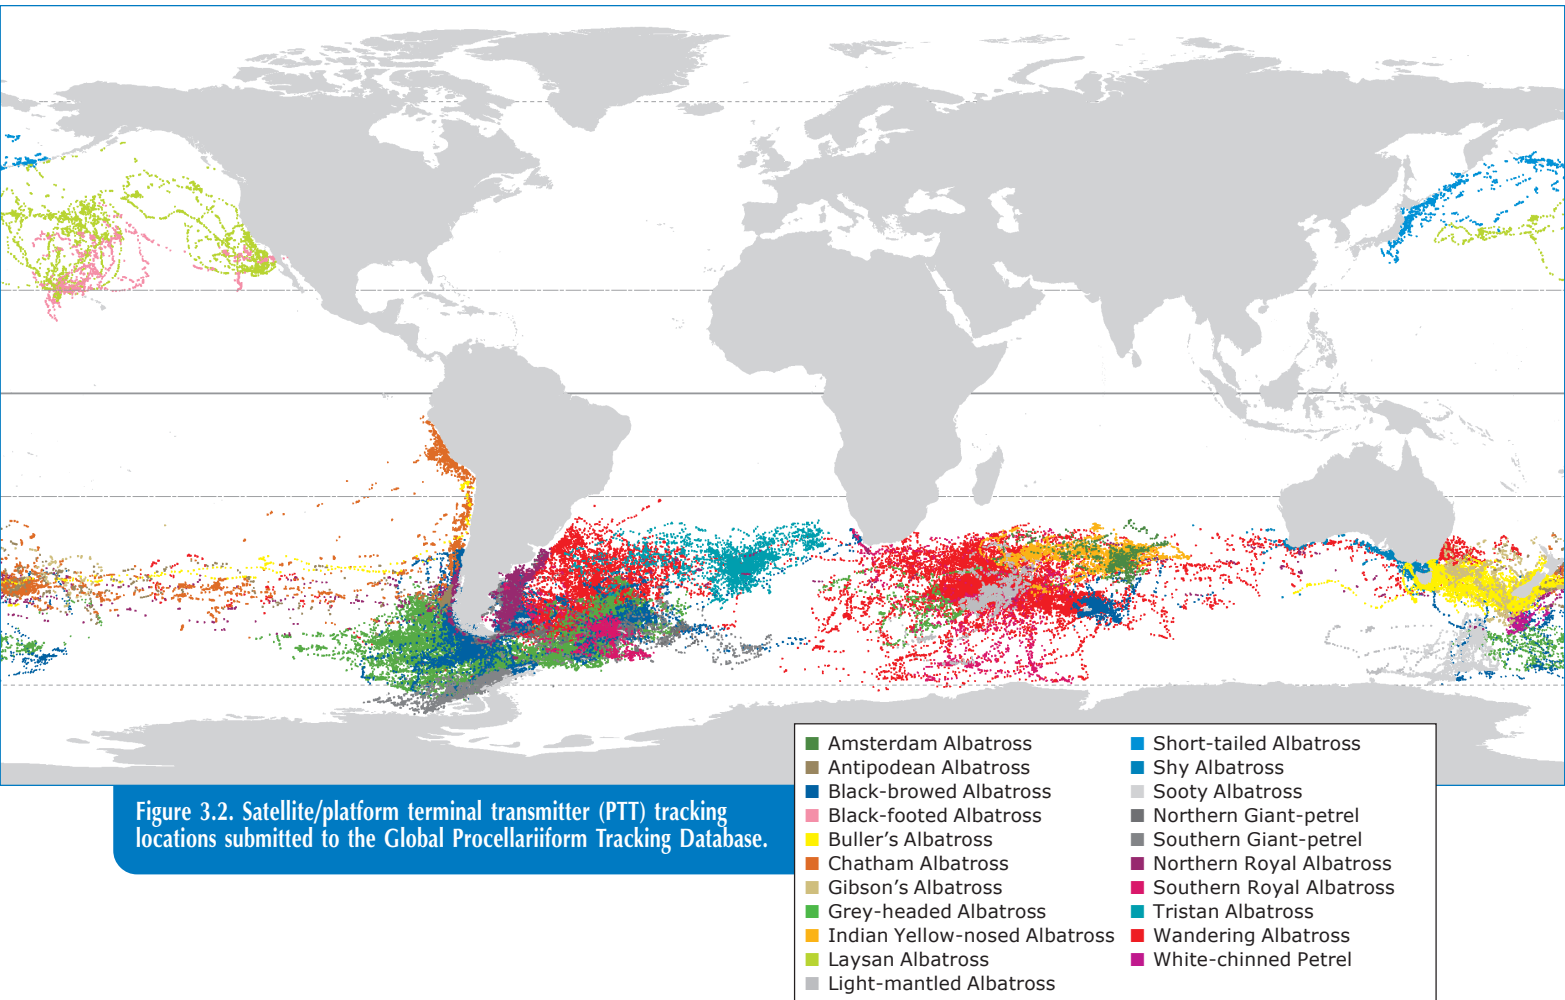 Figure 3.2. Satellite/platform terminal transmitter (PTT) tracking
locations submitted to the Global Procellariiform Tracking Database.
Amsterdam Albatross
Antipodean Albatross
Black-browed Albatross
Black-footed Albatross
Buller's Albatross
Chatham Albatross
Gibson's Albatross
Grey-headed Albatross
Indian Yellow-nosed Albatross
Laysan Albatross
Light-mantled Albatross
Short-tailed Albatross
Shy Albatross
Sooty Albatross
Northern Giant-petrel
Southern Giant-petrel
Northern Royal Albatross
Southern Royal Albatross
Tristan Albatross
Wandering Albatross
White-chinned Petrel